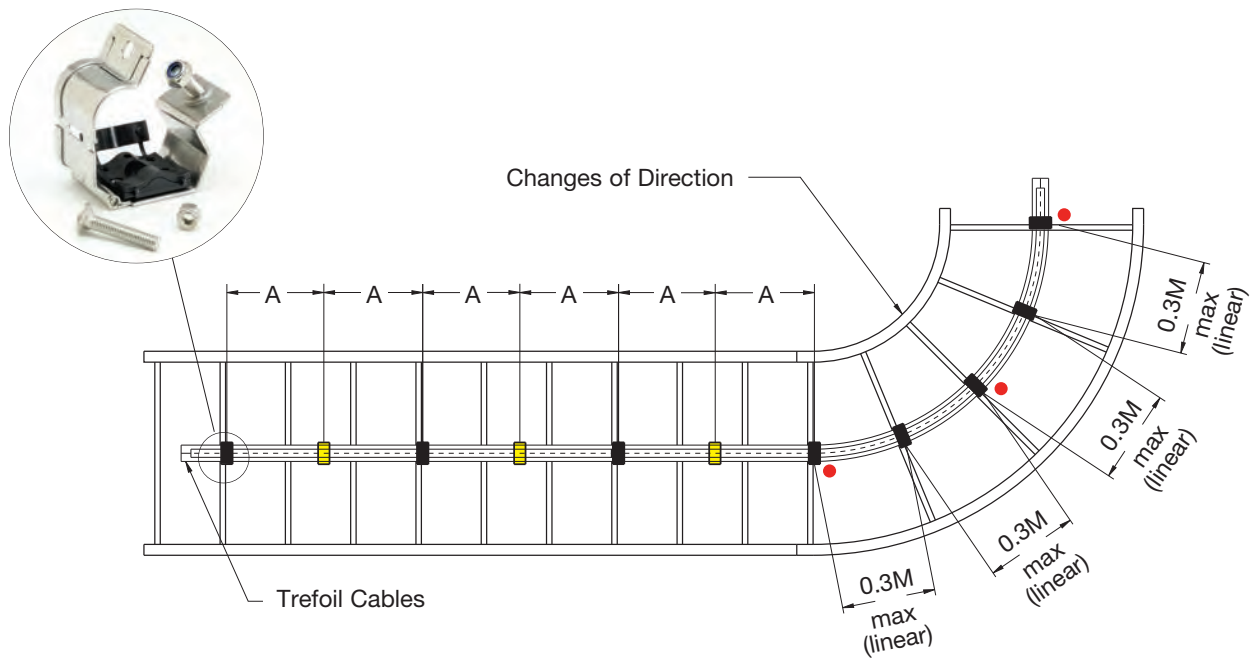 Changes of Direction
A
A
A
A
A
A
0.3M
max
(linear)
0.3M
max
(linear)
0.3M
max
(linear)
0.3M
max
(linear)
Trefoil Cables